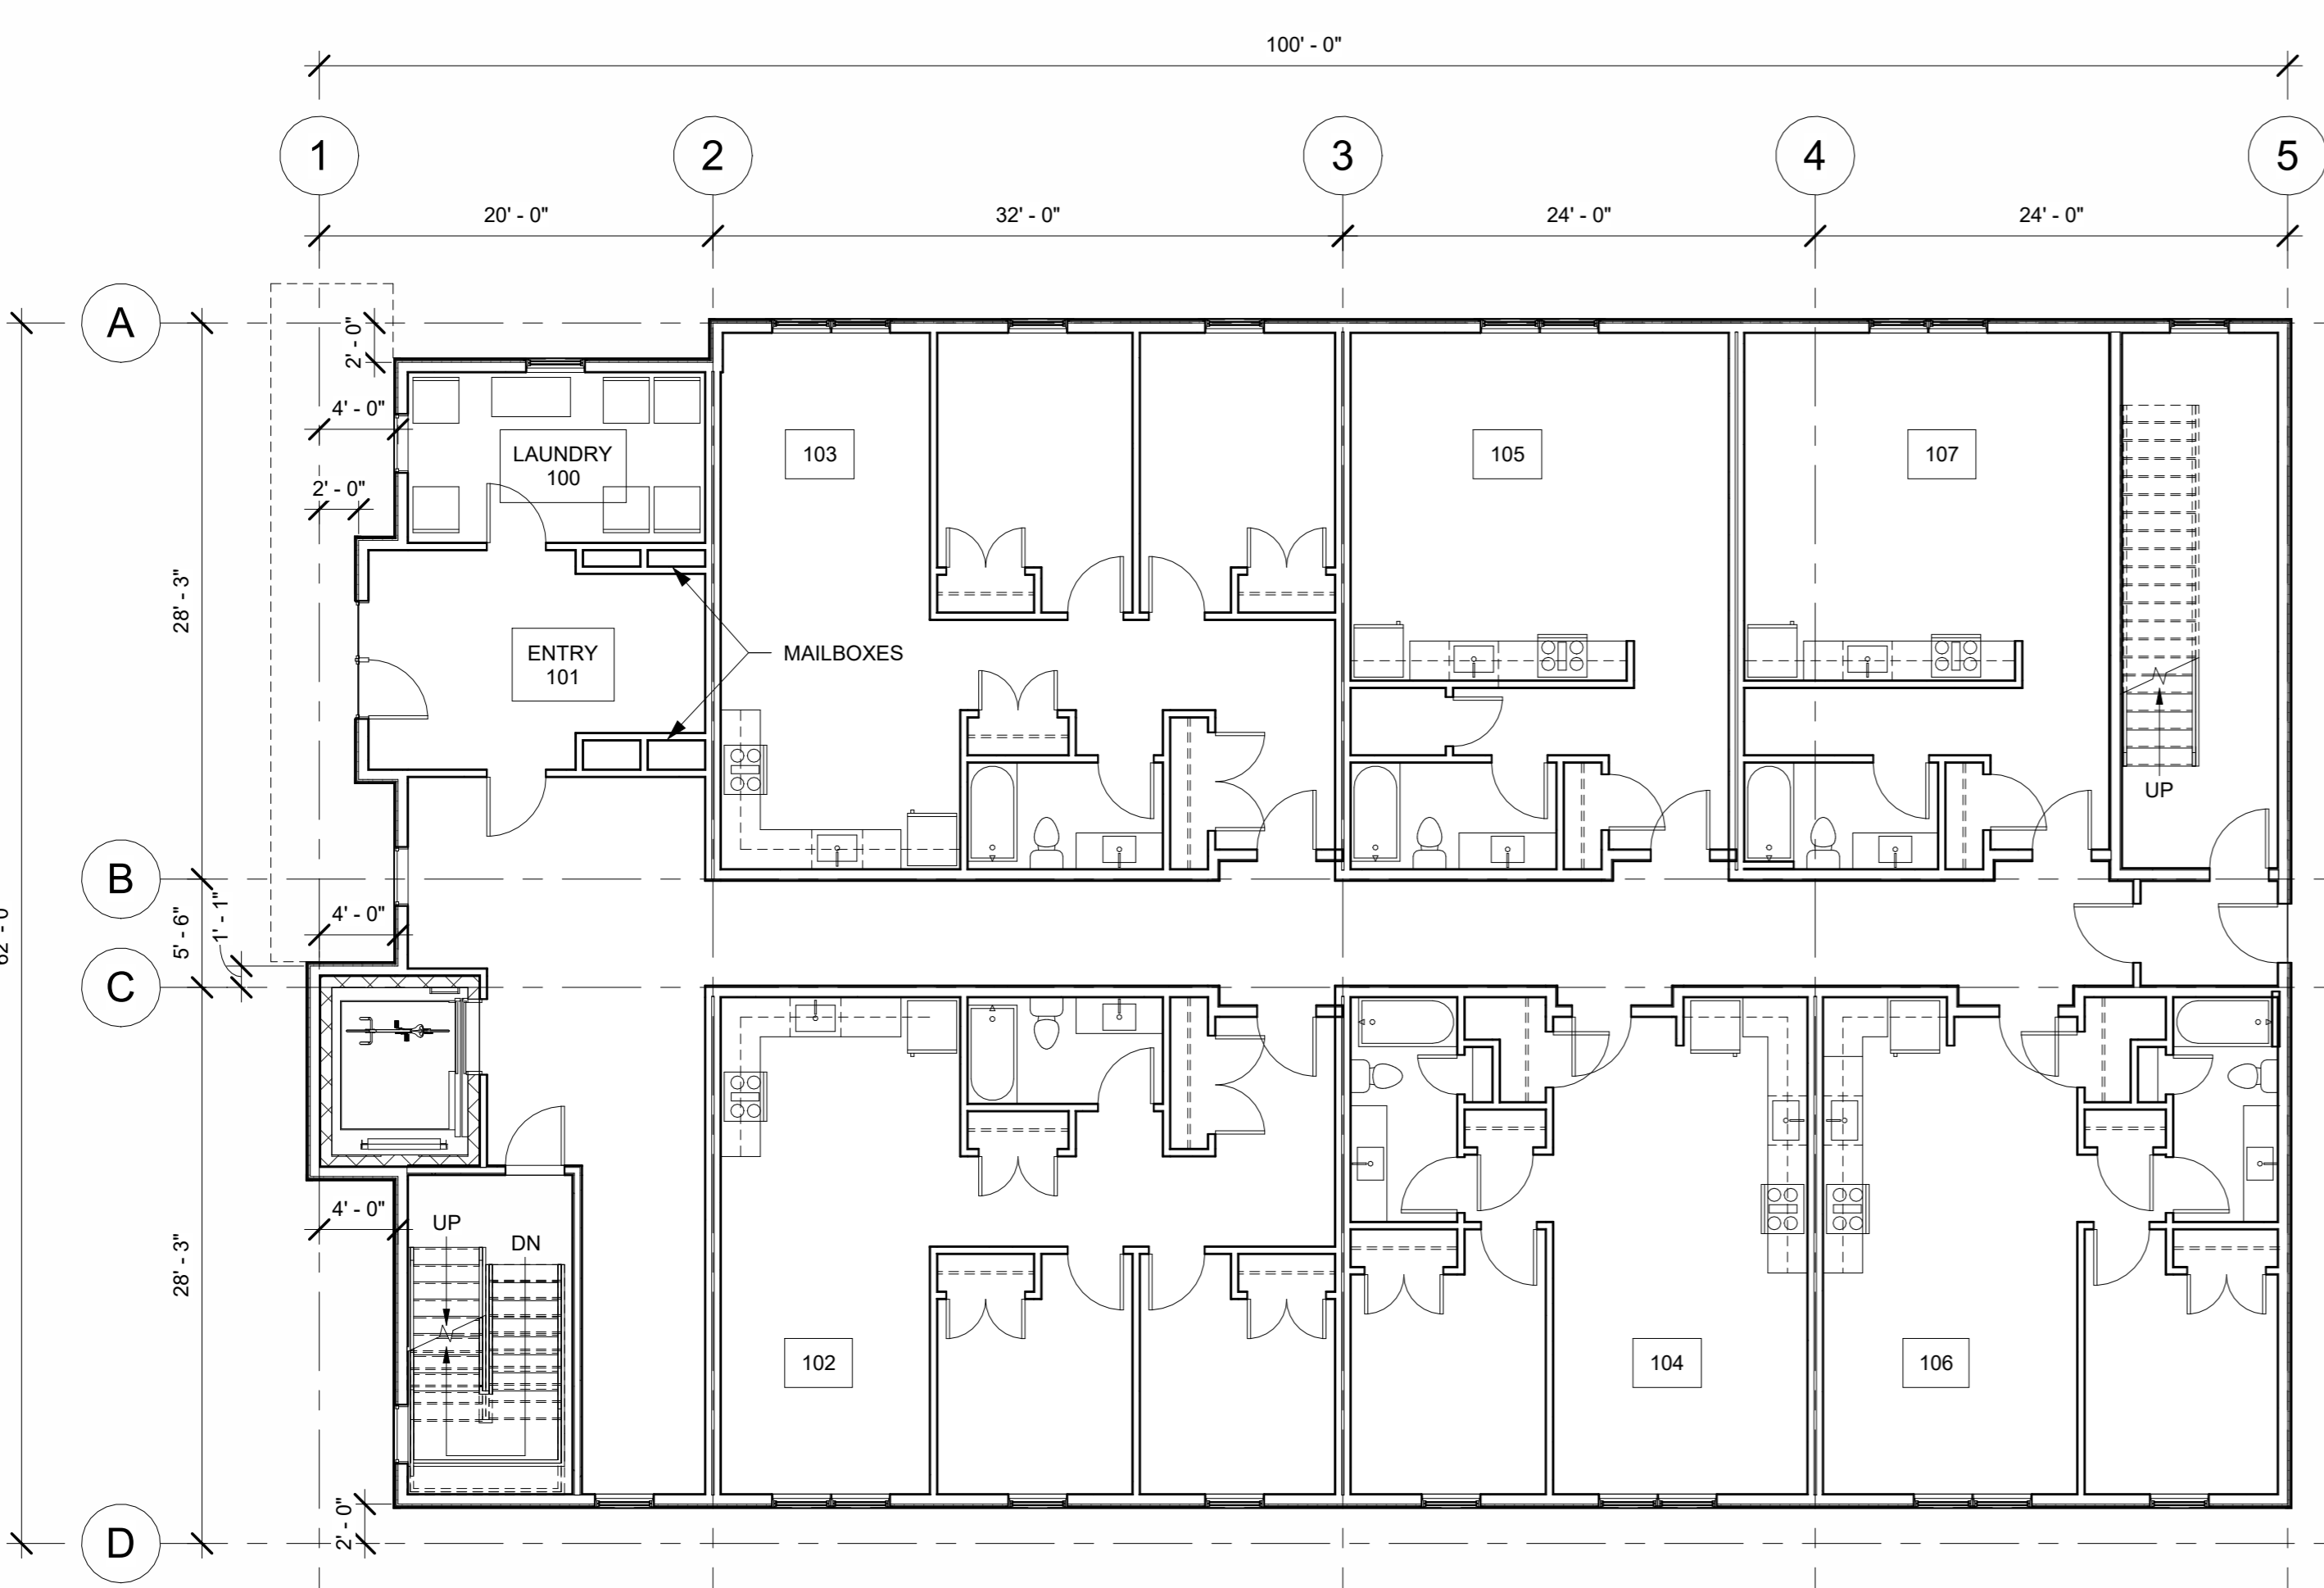 100' - 0"
1
2
3
4
5
20' - 0"
32' - 0"
24' - 0"
24' - 0"
A
2' - 0"
4' - 0"
LAUNDRY
100
103
105
107
2' - 0"
28' - 3"
ENTRY
101
MAILBOXES
UP
B
4' - 0"
5' - 6"
1' - 1"
62' - 0"
C
4' - 0"
UP
DN
28' - 3"
102
104
106
2' - 0"
D